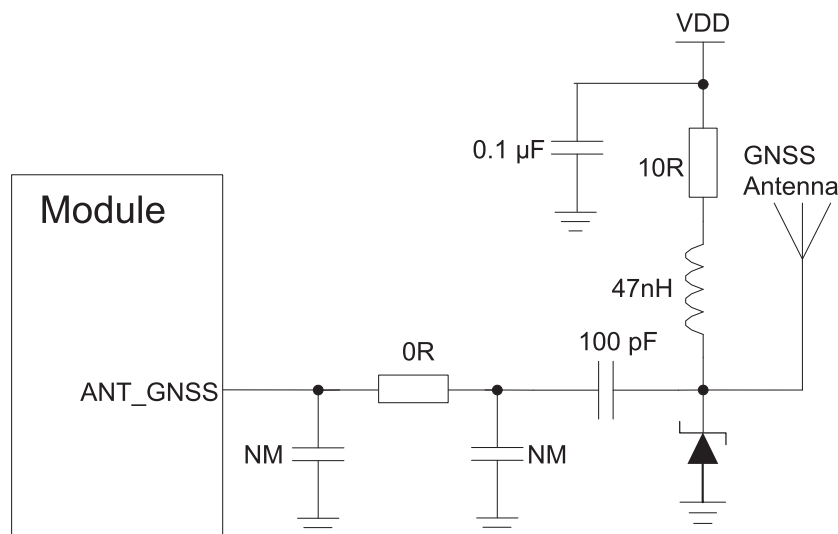 VDD
0.1 µF
10R
GNSS
Antenna
Module
47nH
100 pF
0R
ANT_GNSS
NM
NM